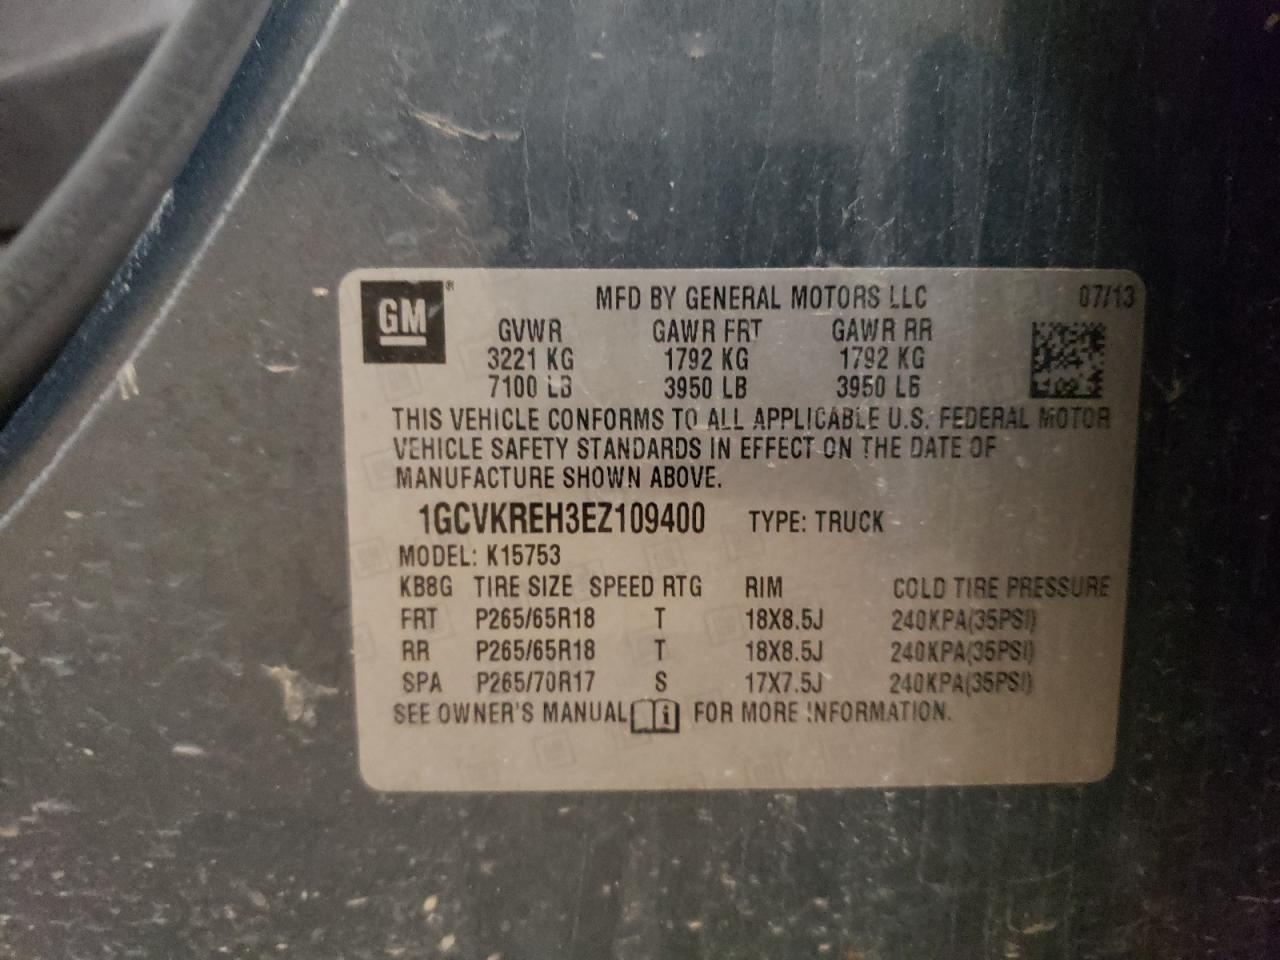 GM®
MFD BY GENERAL MOTORS LLC 07/13
GVWR GAWR FRT GAWR RR
3221 KG 1792 KG 1792 KG
7100 LB 3950 LB 3950 LB
THIS VEHICLE CONFORMS TO ALL APPLICABLE U.S. FEDERAL MOTOR
VEHICLE SAFETY STANDARDS IN EFFECT ON THE DATE OF
MANUFACTURE SHOWN ABOVE.
1GCVKREH3EZ109400 TYPE: TRUCK
MODEL: K15753
KB8G TIRE SIZE SPEED RTG RIM COLD TIRE PRESSURE
FRT P265/65R18 T 18X8.5J 240KPA(35PSI)
RR P265/65R18 T 18X8.5J 240KPA(35PSI)
SPA P265/70R17 S 17X7.5J 240KPA(35PSI)
SEE OWNER'S MANUAL i FOR MORE INFORMATION.